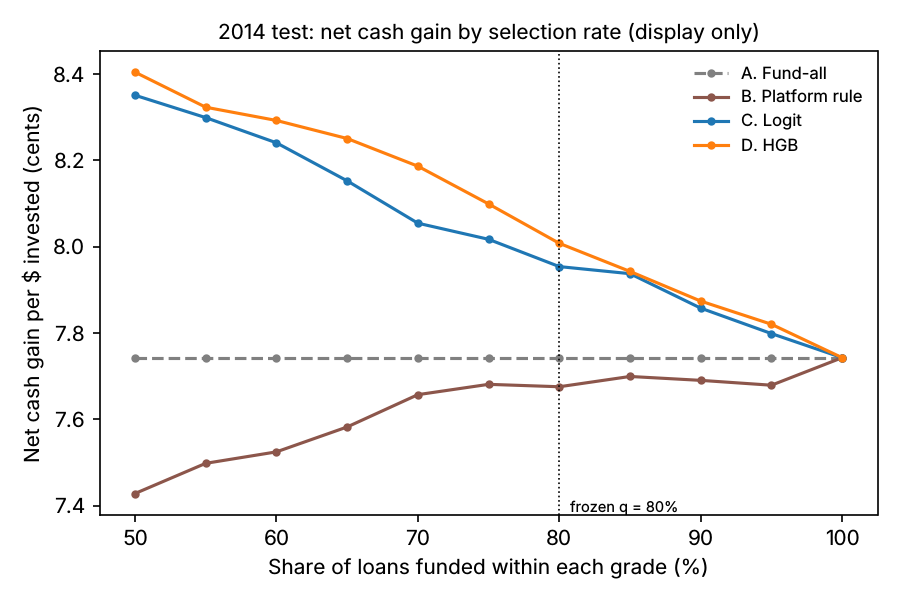 2014 test: net cash gain by selection rate (display only)
Net cash gain per $ invested (cents)
8.4
8.2
8.0
7.8
7.6
7.4
A. Fund-all
B. Platform rule
C. Logit
D. HGB
frozen q = 80%
50
60
70
80
90
100
Share of loans funded within each grade (%)